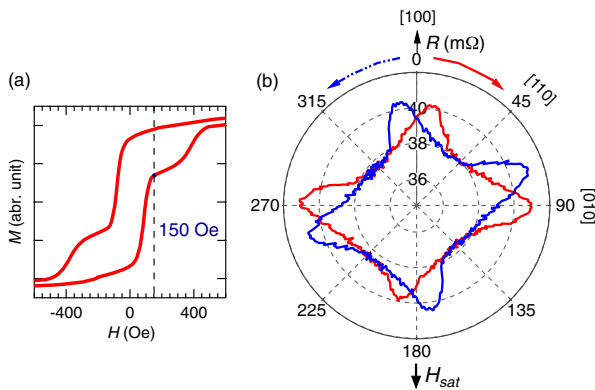 (a)
M (abr. unit)
150 Oe
-400
0
400
H (Oe)
(b)
[100]
R (mΩ)
0
[110]
315
45
40
38
36
270
90
[010]
225
135
180
H_sat